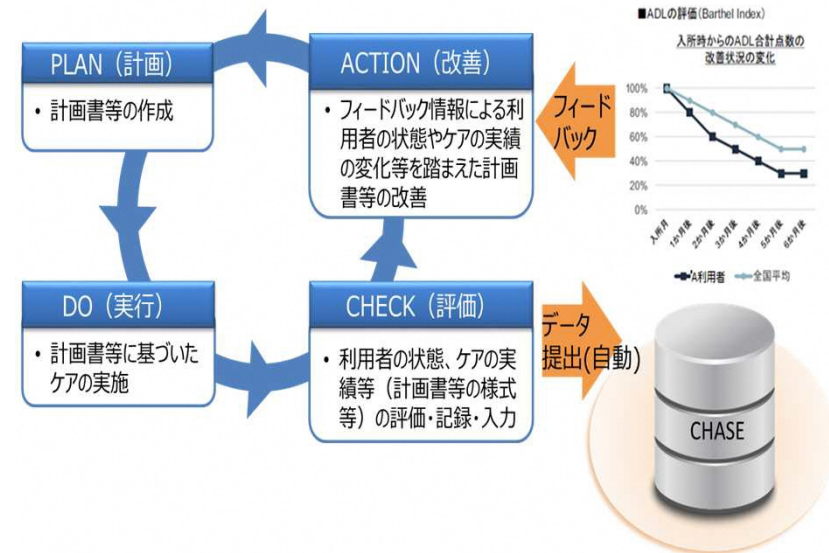 PLAN（計画）
• 計画書等の作成
ACTION（改善）
• フィードバック情報による利
用者の状態やケアの実績
の変化等を踏まえた計画
書等の改善
フィード
バック
■ADLの評価（Barthel Index）
入所時からのADL合計点数の
改善状況の変化
100%
80%
60%
40%
20%
0%
入所月
1か月後
2か月後
3か月後
4か月後
5か月後
6か月後
A利用者
全国平均
DO（実行）
• 計画書等に基づいた
ケアの実施
CHECK（評価）
• 利用者の状態、ケアの実
績等（計画書等の様式
等）の評価・記録・入力
データ
提出(自動)
CHASE